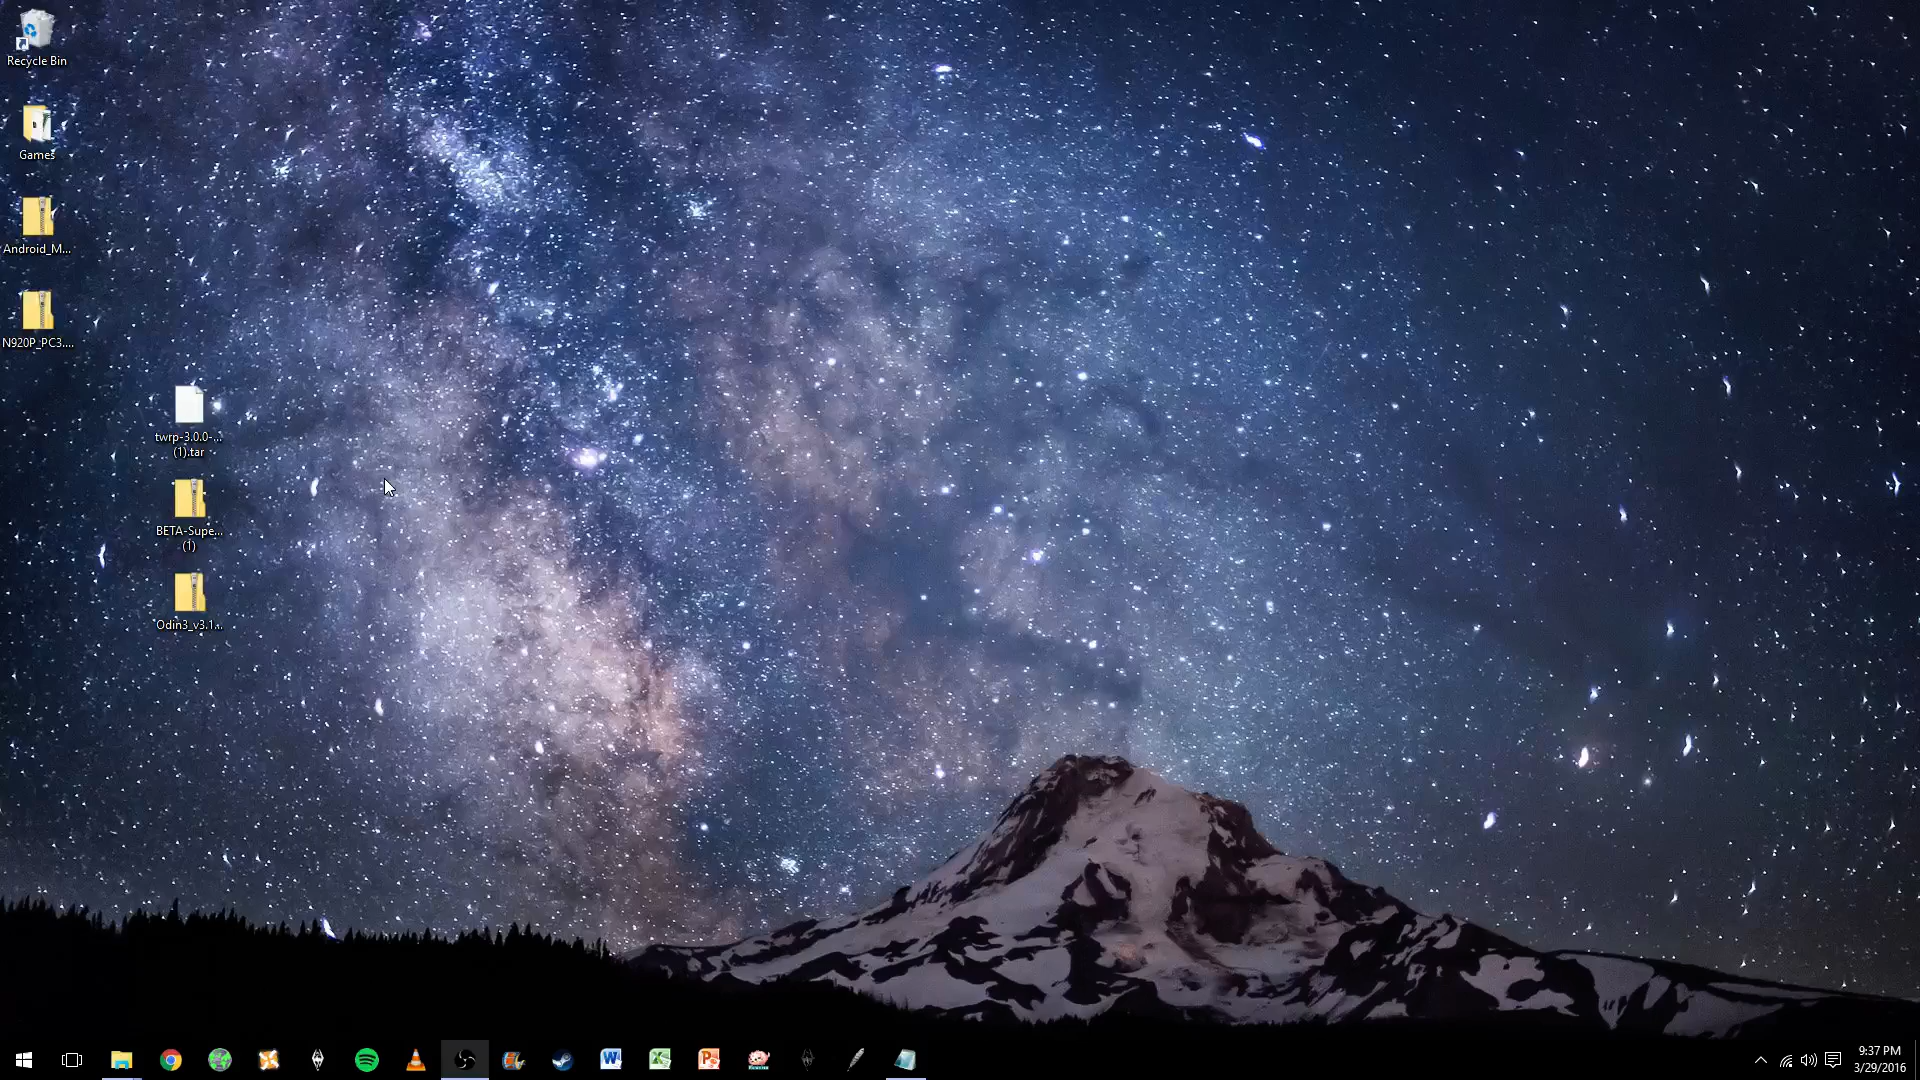 Recycle Bin
Games
Android_M...
N920P_PC3....
twrp-3.0.0-...
(1).tar
BETA-Supe...
(1)
Odin3_v3.1...
9:37 PM
3/29/2016